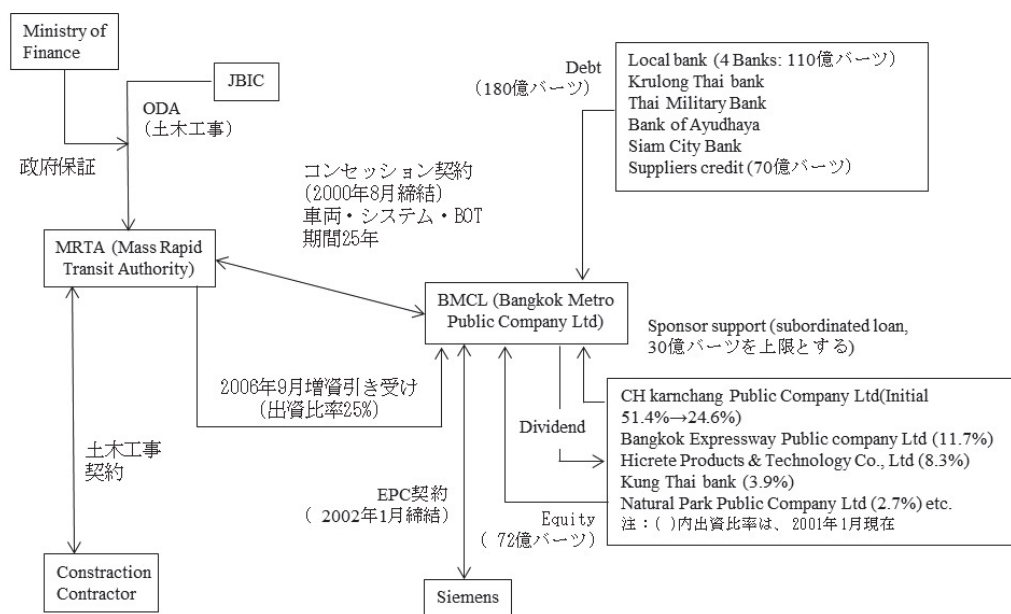 Ministry of
Finance
JBIC
ODA
(土木工事)
政府保証
Debt
(180億バーツ)
Local bank (4 Banks: 110億バーツ)
Krulong Thai bank
Thai Military Bank
Bank of Ayudhaya
Siam City Bank
Suppliers credit (70億バーツ)
コンセッション契約
(2000年8月締結)
車両・システム・BOT
期間25年
MRTA (Mass Rapid
Transit Authority)
BMCL (Bangkok Metro
Public Company Ltd)
Sponsor support (subordinated loan,
30億バーツを上限とする)
2006年9月増資引き受け
(出資比率25%)
Dividend
CH karnchang Public Company Ltd(Initial
51.4%→24.6%)
Bangkok Expressway Public company Ltd (11.7%)
Hicrete Products & Technology Co., Ltd (8.3%)
Kung Thai bank (3.9%)
Natural Park Public Company Ltd (2.7%) etc.
注：( )内出資比率は、2001年1月現在
土木工事
契約
EPC契約
( 2002年1月締結)
Equity
( 72億バーツ)
Constraction
Contractor
Siemens